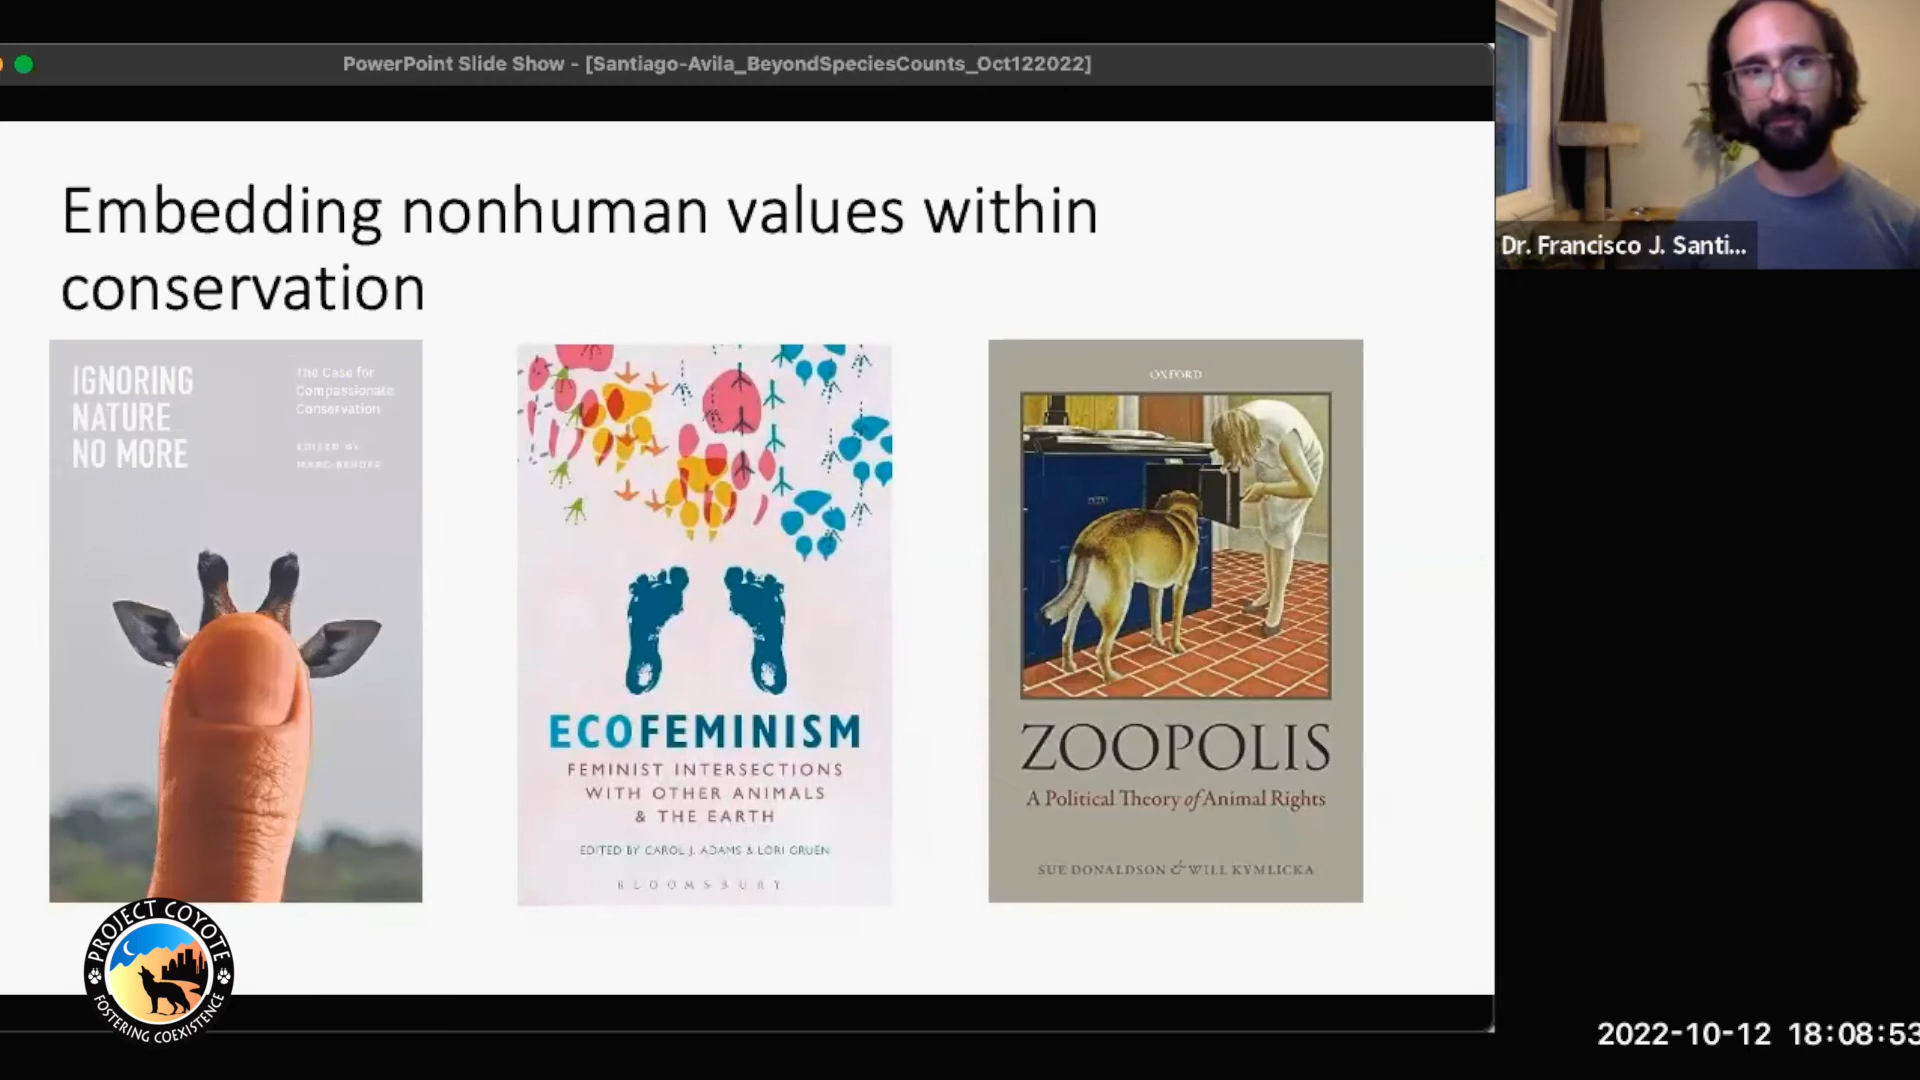 PowerPoint Slide Show - [Santiago-Avila_BeyondSpeciesCounts_Oct122022]
Dr. Francisco J. Santi...
Embedding nonhuman values within
conservation
IGNORING
NATURE
NO MORE
The Case for
Compassionate
Conservation
EDITED BY
MARC BEKOFF
ECOFEMINISM
FEMINIST INTERSECTIONS
WITH OTHER ANIMALS
& THE EARTH
EDITED BY CAROL J. ADAMS & LORI GRUEN
BLOOMSBURY
OXFORD
ZOOPOLIS
A Political Theory of Animal Rights
SUE DONALDSON & WILL KYMLICKA
PROJECT COYOTE
FOSTERING COEXISTENCE
2022-10-12 18:08:53